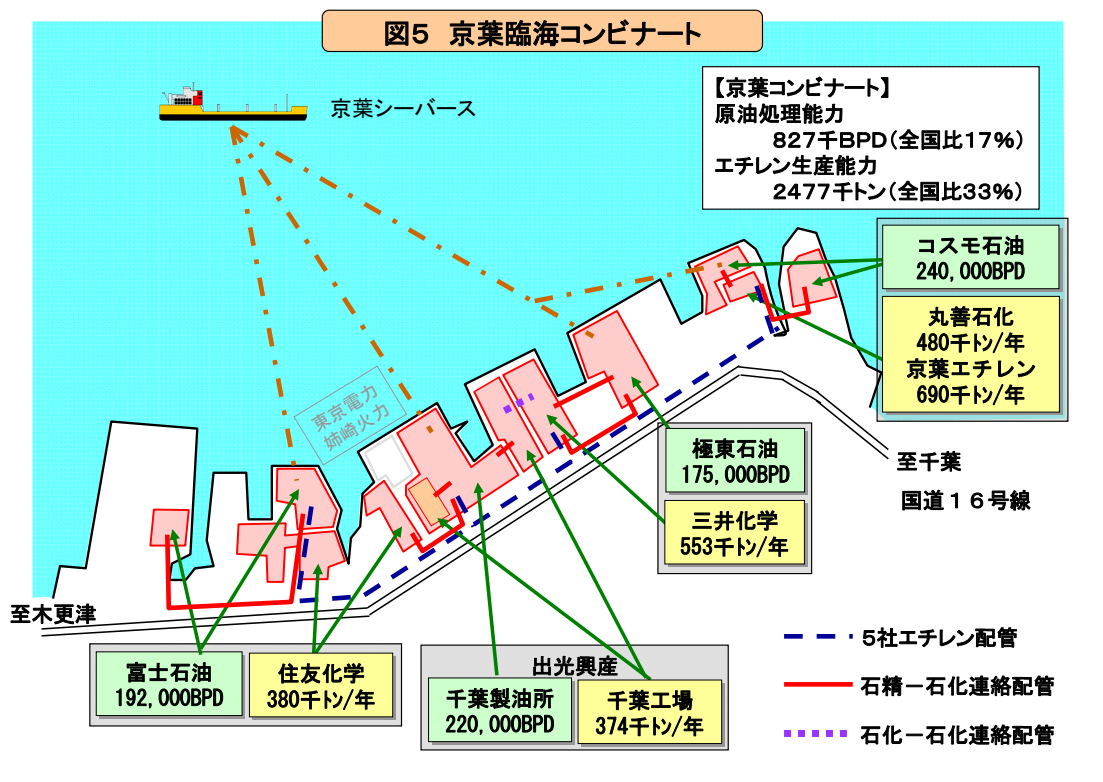 図5 京葉臨海コンビナート
京葉シーバース
【京葉コンビナート】
原油処理能力
827千BPD(全国比17%)
エチレン生産能力
2477千トン(全国比33%)
コスモ石油
240,000BPD
丸善石化
480千トン/年
京葉エチレン
690千トン/年
東京電力
姉崎火力
極東石油
175,000BPD
三井化学
553千トン/年
至千葉
国道16号線
至木更津
富士石油
192,000BPD
住友化学
380千トン/年
出光興産
千葉製油所
220,000BPD
千葉工場
374千トン/年
5社エチレン配管
石精-石化連絡配管
石化-石化連絡配管